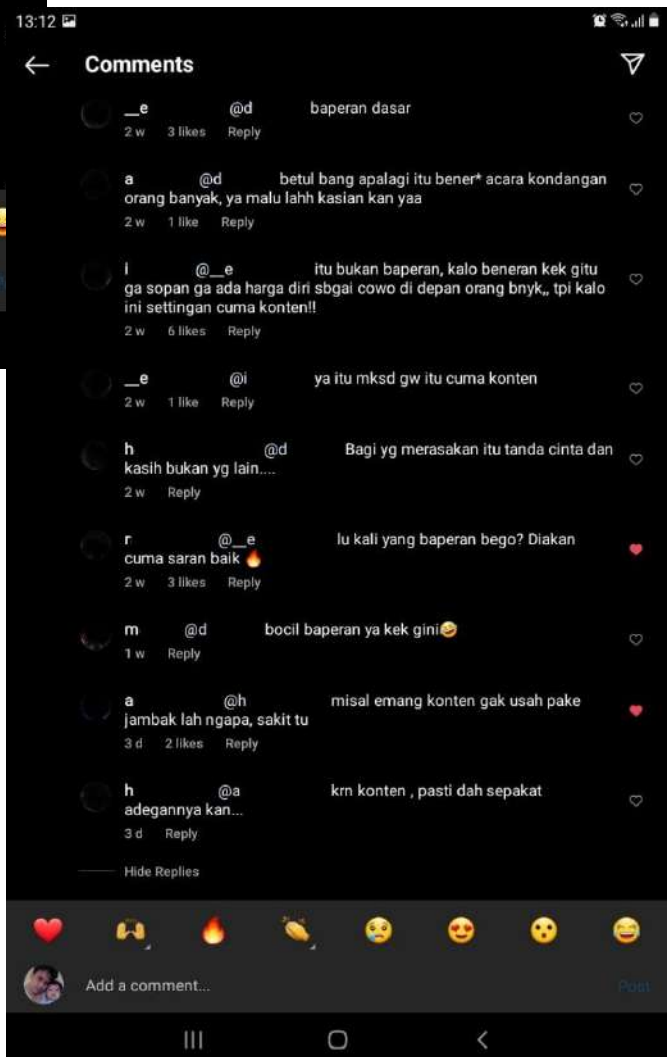 13:12
Comments
__e @d baperan dasar
2 w 3 likes Reply
a @d betul bang apalagi itu bener* acara kondangan
orang banyak, ya malu lahh kasian kan yaa
2 w 1 like Reply
i @__e itu bukan baperan, kalo beneran kek gitu
ga sopan ga ada harga diri sbgai cowo di depan orang bnyk,, tpi kalo
ini settingan cuma konten!!
2 w 6 likes Reply
__e @i ya itu mksd gw itu cuma konten
2 w 1 like Reply
h @d Bagi yg merasakan itu tanda cinta dan
kasih bukan yg lain....
2 w Reply
r @__e lu kali yang baperan bego? Diakan
cuma saran baik 🔥
2 w 3 likes Reply
m @d bocil baperan ya kek gini🤣
1 w Reply
a @h misal emang konten gak usah pake
jambak lah ngapa, sakit tu
3 d 2 likes Reply
h @a krn konten , pasti dah sepakat
adegannya kan...
3 d Reply
Hide Replies
Add a comment... Post